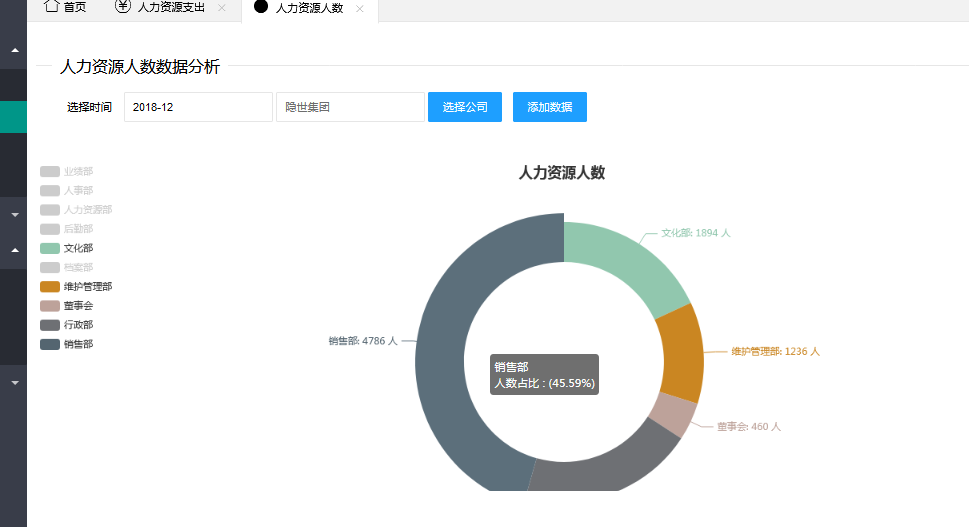 首页
人力资源支出
人力资源人数
人力资源人数数据分析
选择时间
2018-12
隐世集团
选择公司
添加数据
人力资源人数
业绩部
人事部
人力资源部
后勤部
文化部
档案部
维护管理部
董事会
行政部
销售部
文化部: 1894 人
销售部: 4786 人
维护管理部: 1236 人
销售部
人数占比 : (45.59%)
董事会: 460 人